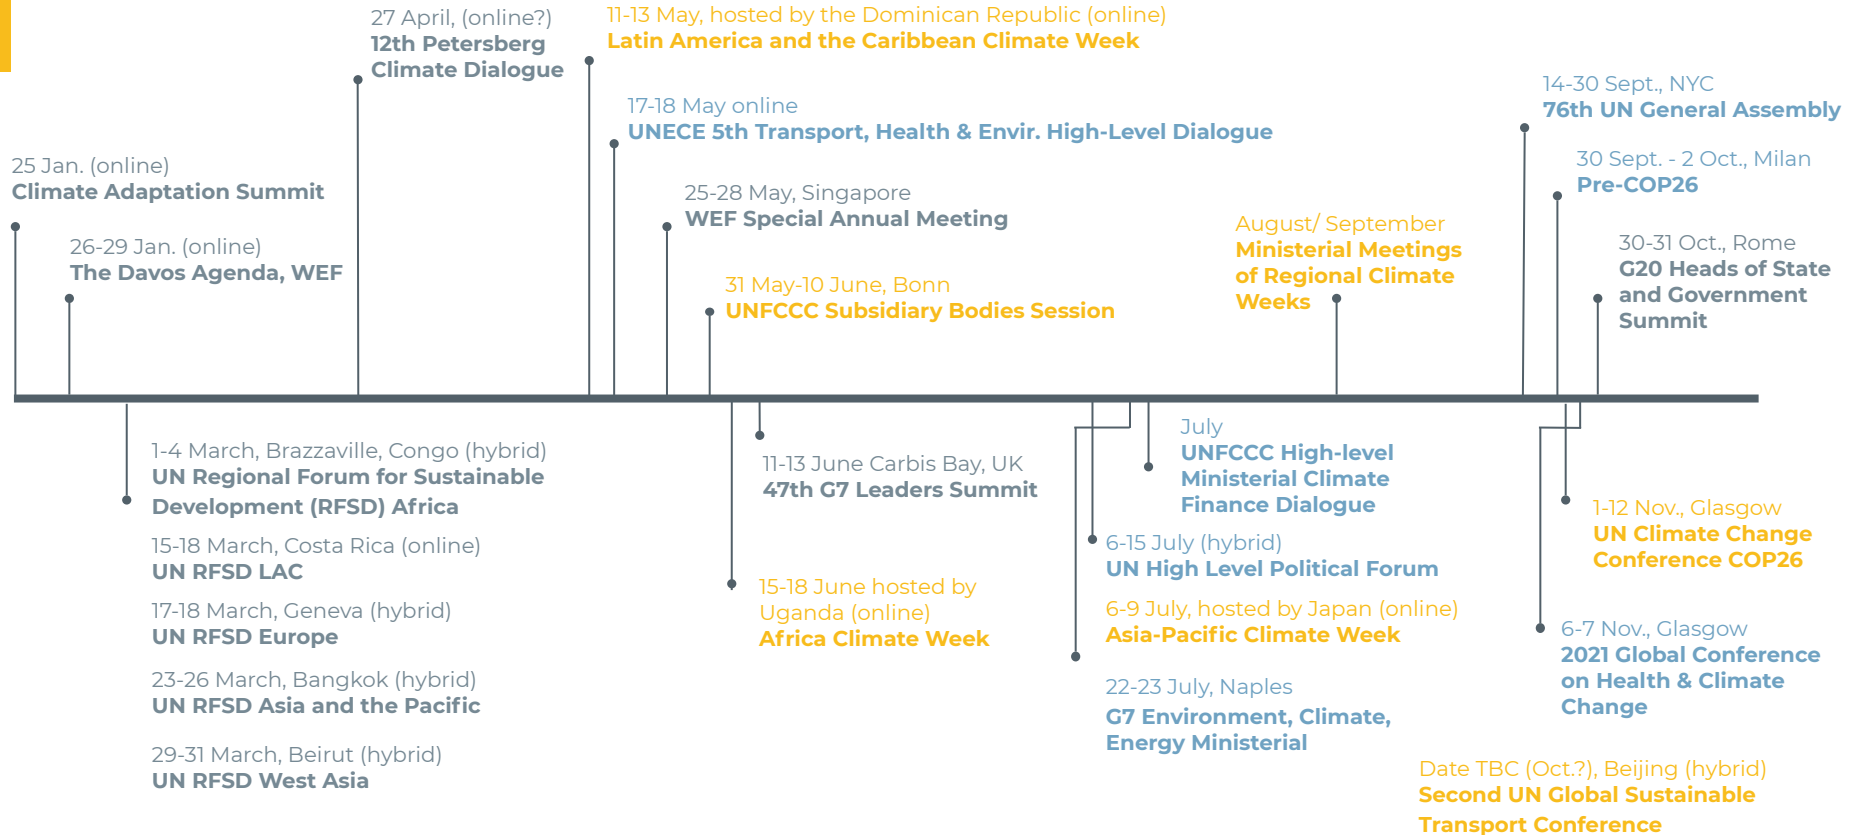 27 April, (online?)
12th Petersberg
Climate Dialogue
11-13 May, hosted by the Dominican Republic (online)
Latin America and the Caribbean Climate Week
14-30 Sept., NYC
76th UN General Assembly
17-18 May online
UNECE 5th Transport, Health & Envir. High-Level Dialogue
25 Jan. (online)
Climate Adaptation Summit
30 Sept. - 2 Oct., Milan
Pre-COP26
25-28 May, Singapore
WEF Special Annual Meeting
August/ September
Ministerial Meetings
of Regional Climate
Weeks
26-29 Jan. (online)
The Davos Agenda, WEF
30-31 Oct., Rome
G20 Heads of State
and Government
Summit
31 May-10 June, Bonn
UNFCCC Subsidiary Bodies Session
1-4 March, Brazzaville, Congo (hybrid)
UN Regional Forum for Sustainable
Development (RFSD) Africa
15-18 March, Costa Rica (online)
UN RFSD LAC
17-18 March, Geneva (hybrid)
UN RFSD Europe
23-26 March, Bangkok (hybrid)
UN RFSD Asia and the Pacific
29-31 March, Beirut (hybrid)
UN RFSD West Asia
11-13 June Carbis Bay, UK
47th G7 Leaders Summit
15-18 June hosted by
Uganda (online)
Africa Climate Week
July
UNFCCC High-level
Ministerial Climate
Finance Dialogue
6-15 July (hybrid)
UN High Level Political Forum
6-9 July, hosted by Japan (online)
Asia-Pacific Climate Week
22-23 July, Naples
G7 Environment, Climate,
Energy Ministerial
1-12 Nov., Glasgow
UN Climate Change
Conference COP26
6-7 Nov., Glasgow
2021 Global Conference
on Health & Climate
Change
Date TBC (Oct.?), Beijing (hybrid)
Second UN Global Sustainable
Transport Conference